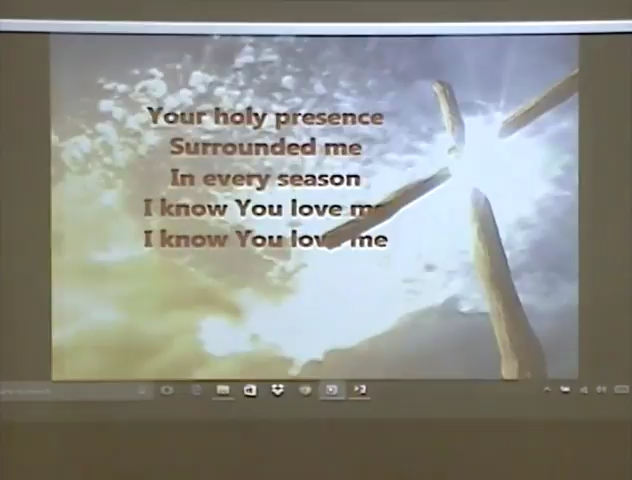 Your holy presence
Surrounded me
In every season
I know You love me
I know You love me